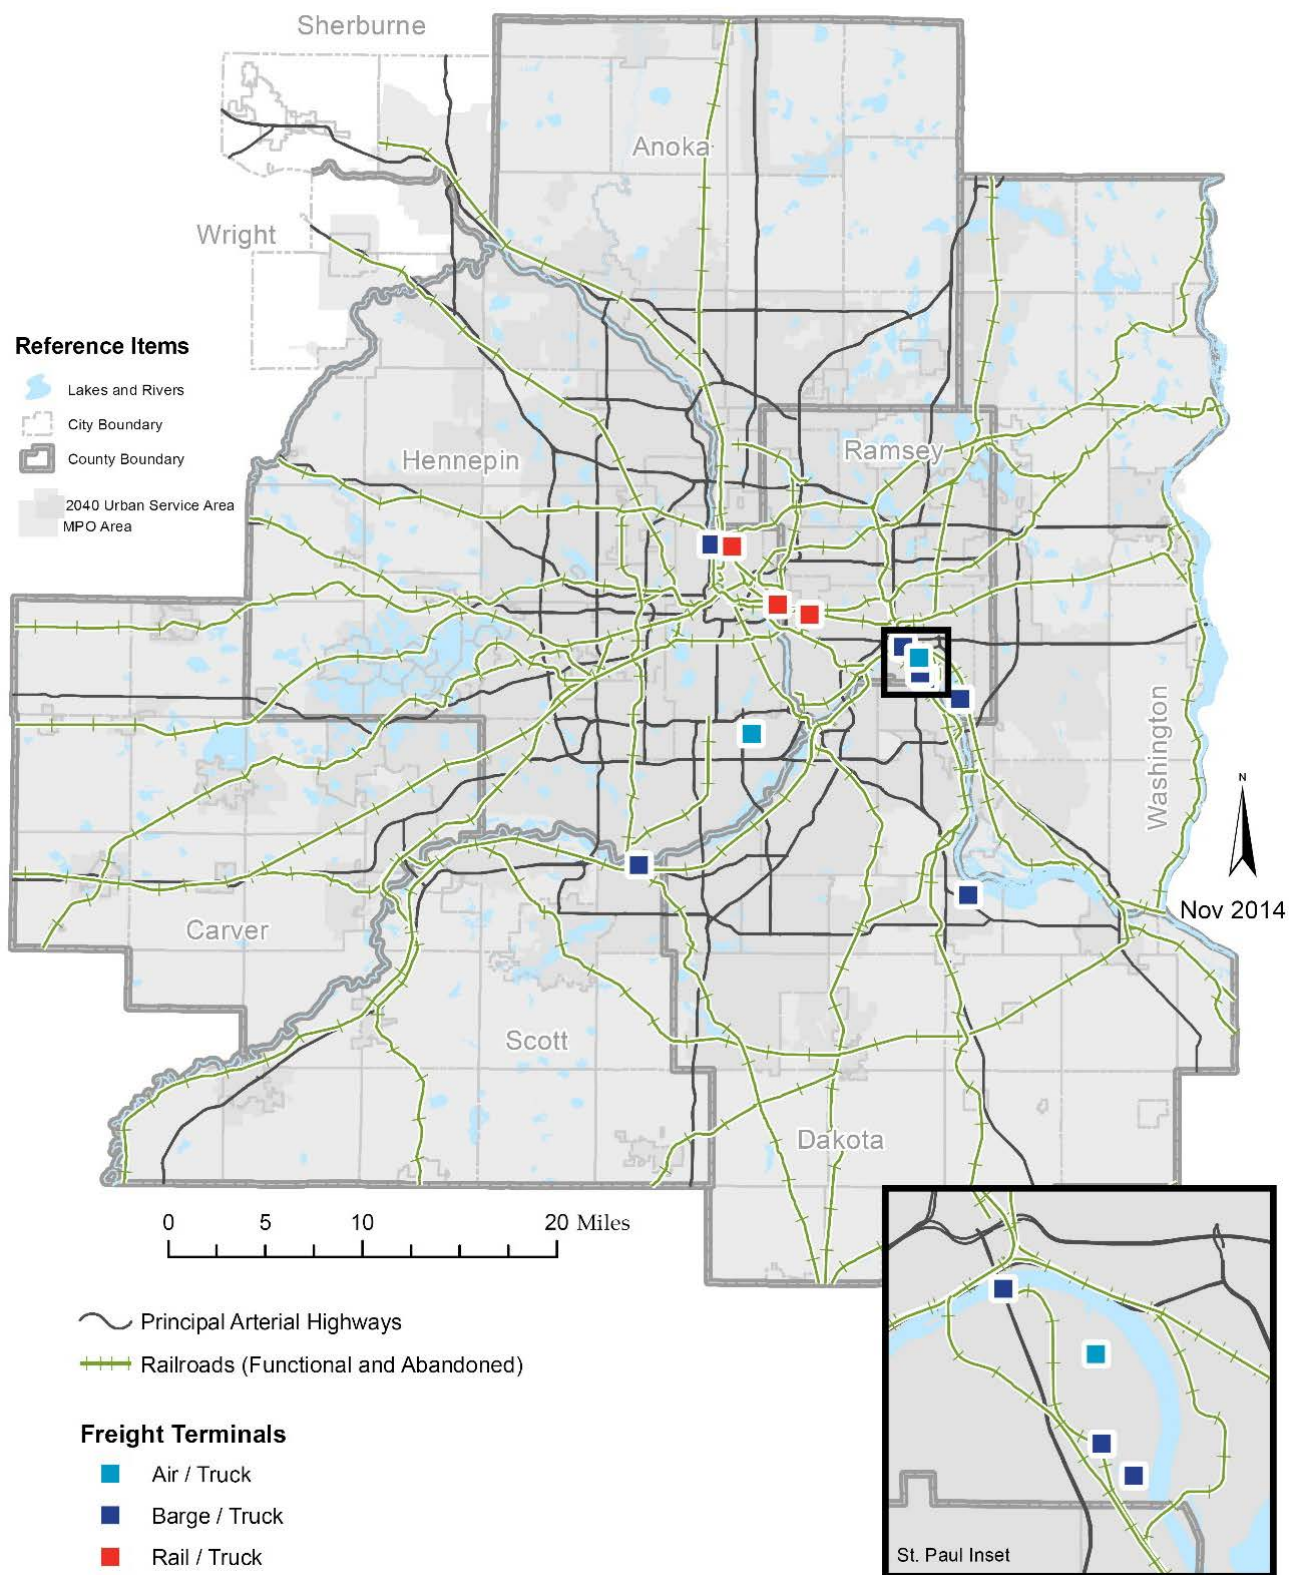 Sherburne
Anoka
Wright
Reference Items
Lakes and Rivers
City Boundary
County Boundary
2040 Urban Service Area
MPO Area
Hennepin
Ramsey
Washington
N
Nov 2014
Carver
Scott
Dakota
0 5 10 20 Miles
Principal Arterial Highways
Railroads (Functional and Abandoned)
Freight Terminals
Air / Truck
Barge / Truck
Rail / Truck
St. Paul Inset